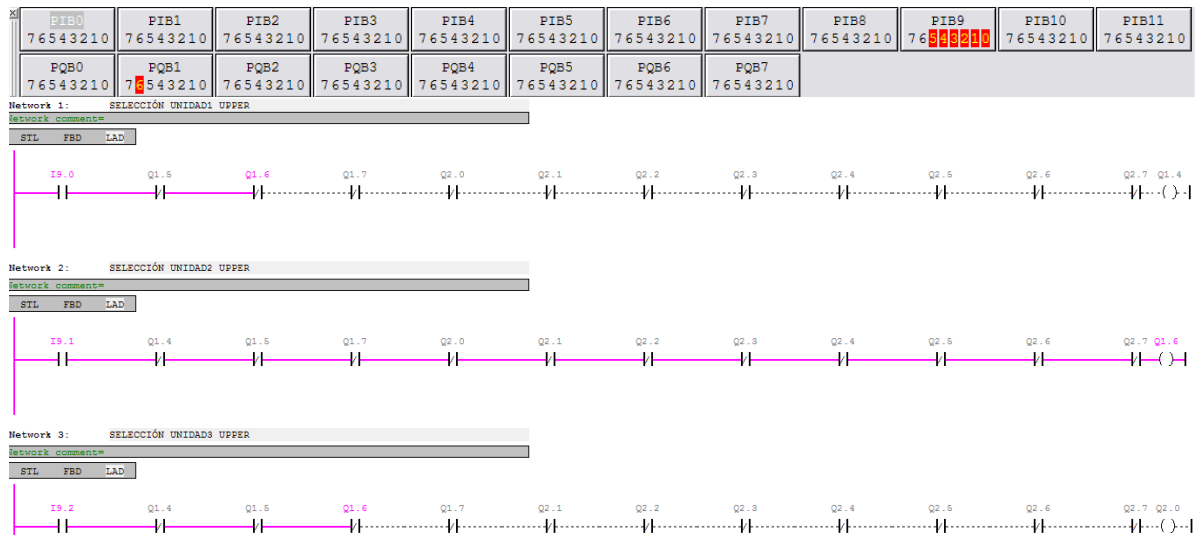 PIB0 PIB1 PIB2 PIB3 PIB4 PIB5 PIB6 PIB7 PIB8 PIB9 PIB10 PIB11
76543210 76543210 76543210 76543210 76543210 76543210 76543210 76543210 76543210 76543210 76543210 76543210
PQB0 PQB1 PQB2 PQB3 PQB4 PQB5 PQB6 PQB7
76543210 76543210 76543210 76543210 76543210 76543210 76543210 76543210
Network 1: SELECCIÓN UNIDAD1 UPPER
Network comment=
STL FBD LAD
I9.0 Q1.5 Q1.6 Q1.7 Q2.0 Q2.1 Q2.2 Q2.3 Q2.4 Q2.5 Q2.6 Q2.7 Q1.4
Network 2: SELECCIÓN UNIDAD2 UPPER
Network comment=
STL FBD LAD
I9.1 Q1.4 Q1.5 Q1.7 Q2.0 Q2.1 Q2.2 Q2.3 Q2.4 Q2.5 Q2.6 Q2.7 Q1.6
Network 3: SELECCIÓN UNIDAD3 UPPER
Network comment=
STL FBD LAD
I9.2 Q1.4 Q1.5 Q1.6 Q1.7 Q2.1 Q2.2 Q2.3 Q2.4 Q2.5 Q2.6 Q2.7 Q2.0